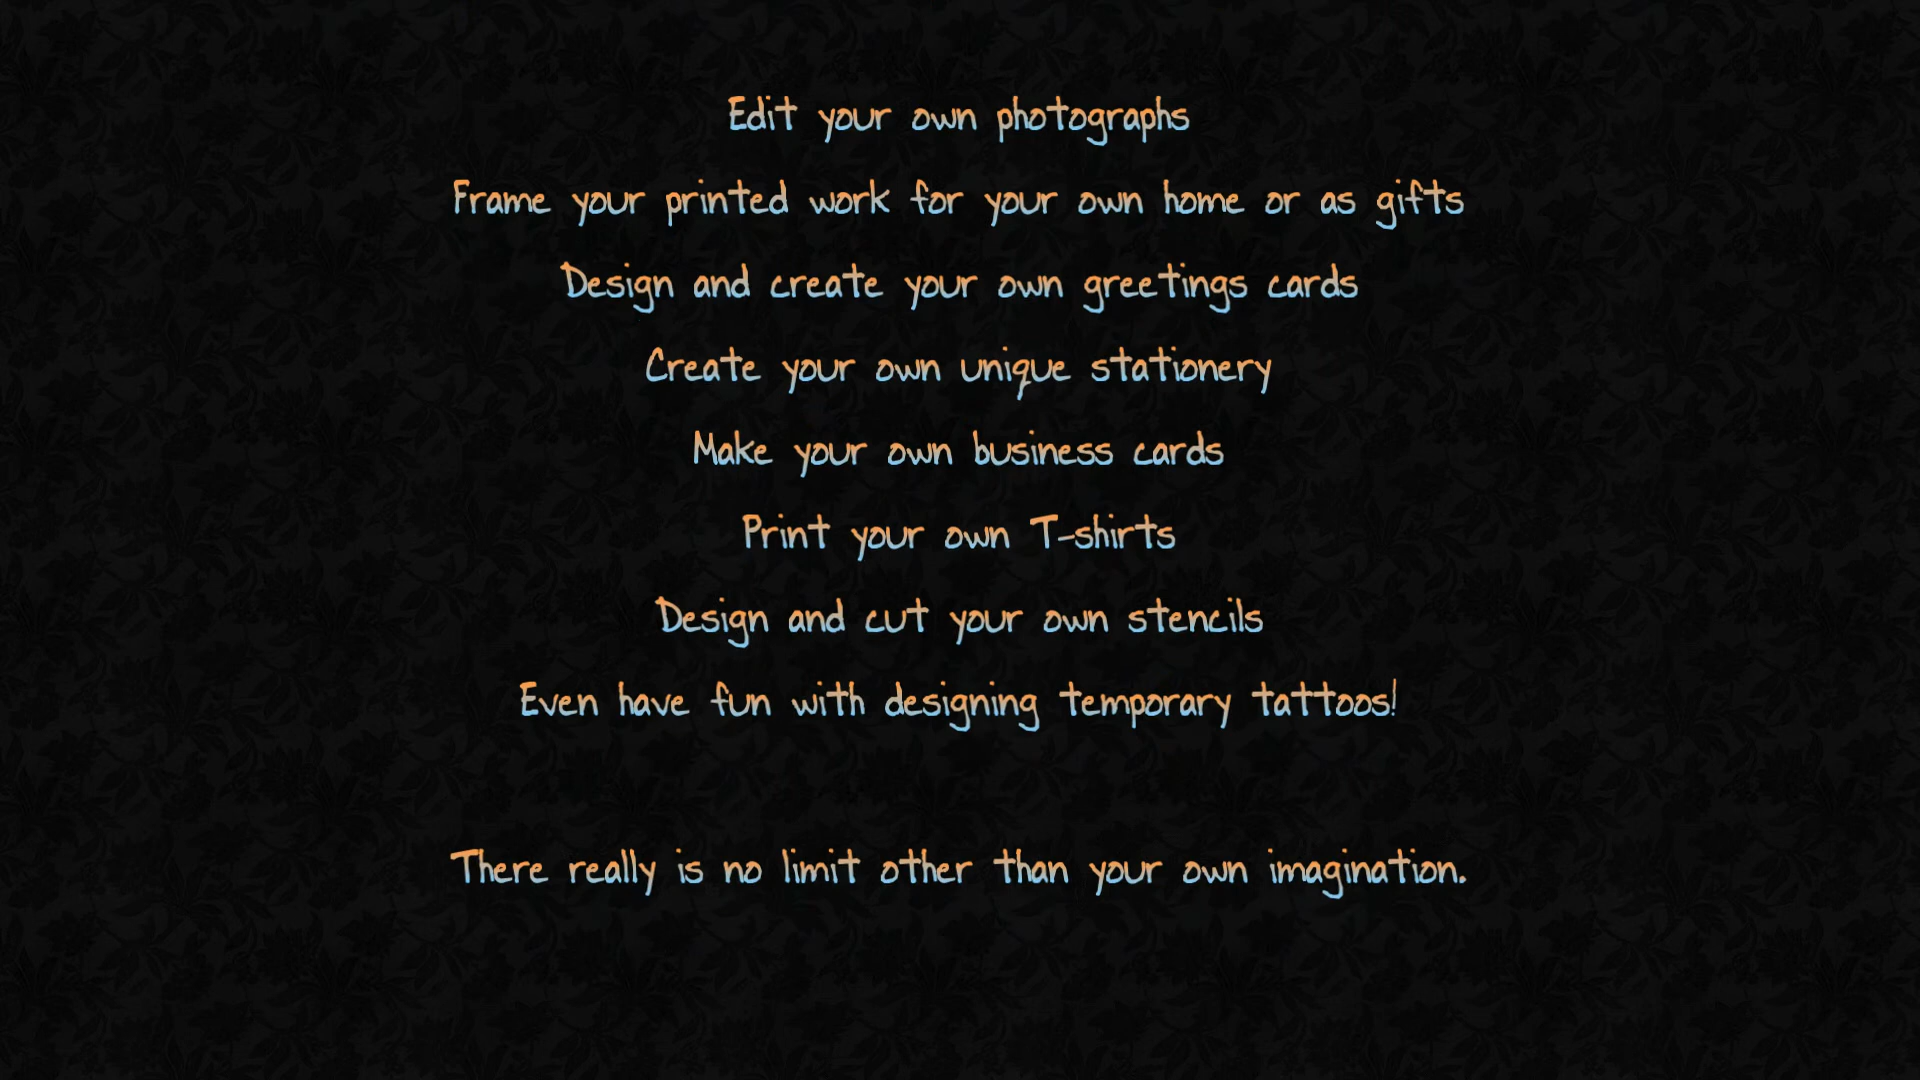 Edit your own photographs
Frame your printed work for your own home or as gifts
Design and create your own greetings cards
Create your own unique stationery
Make your own business cards
Print your own T-shirts
Design and cut your own stencils
Even have fun with designing temporary tattoos!
There really is no limit other than your own imagination.